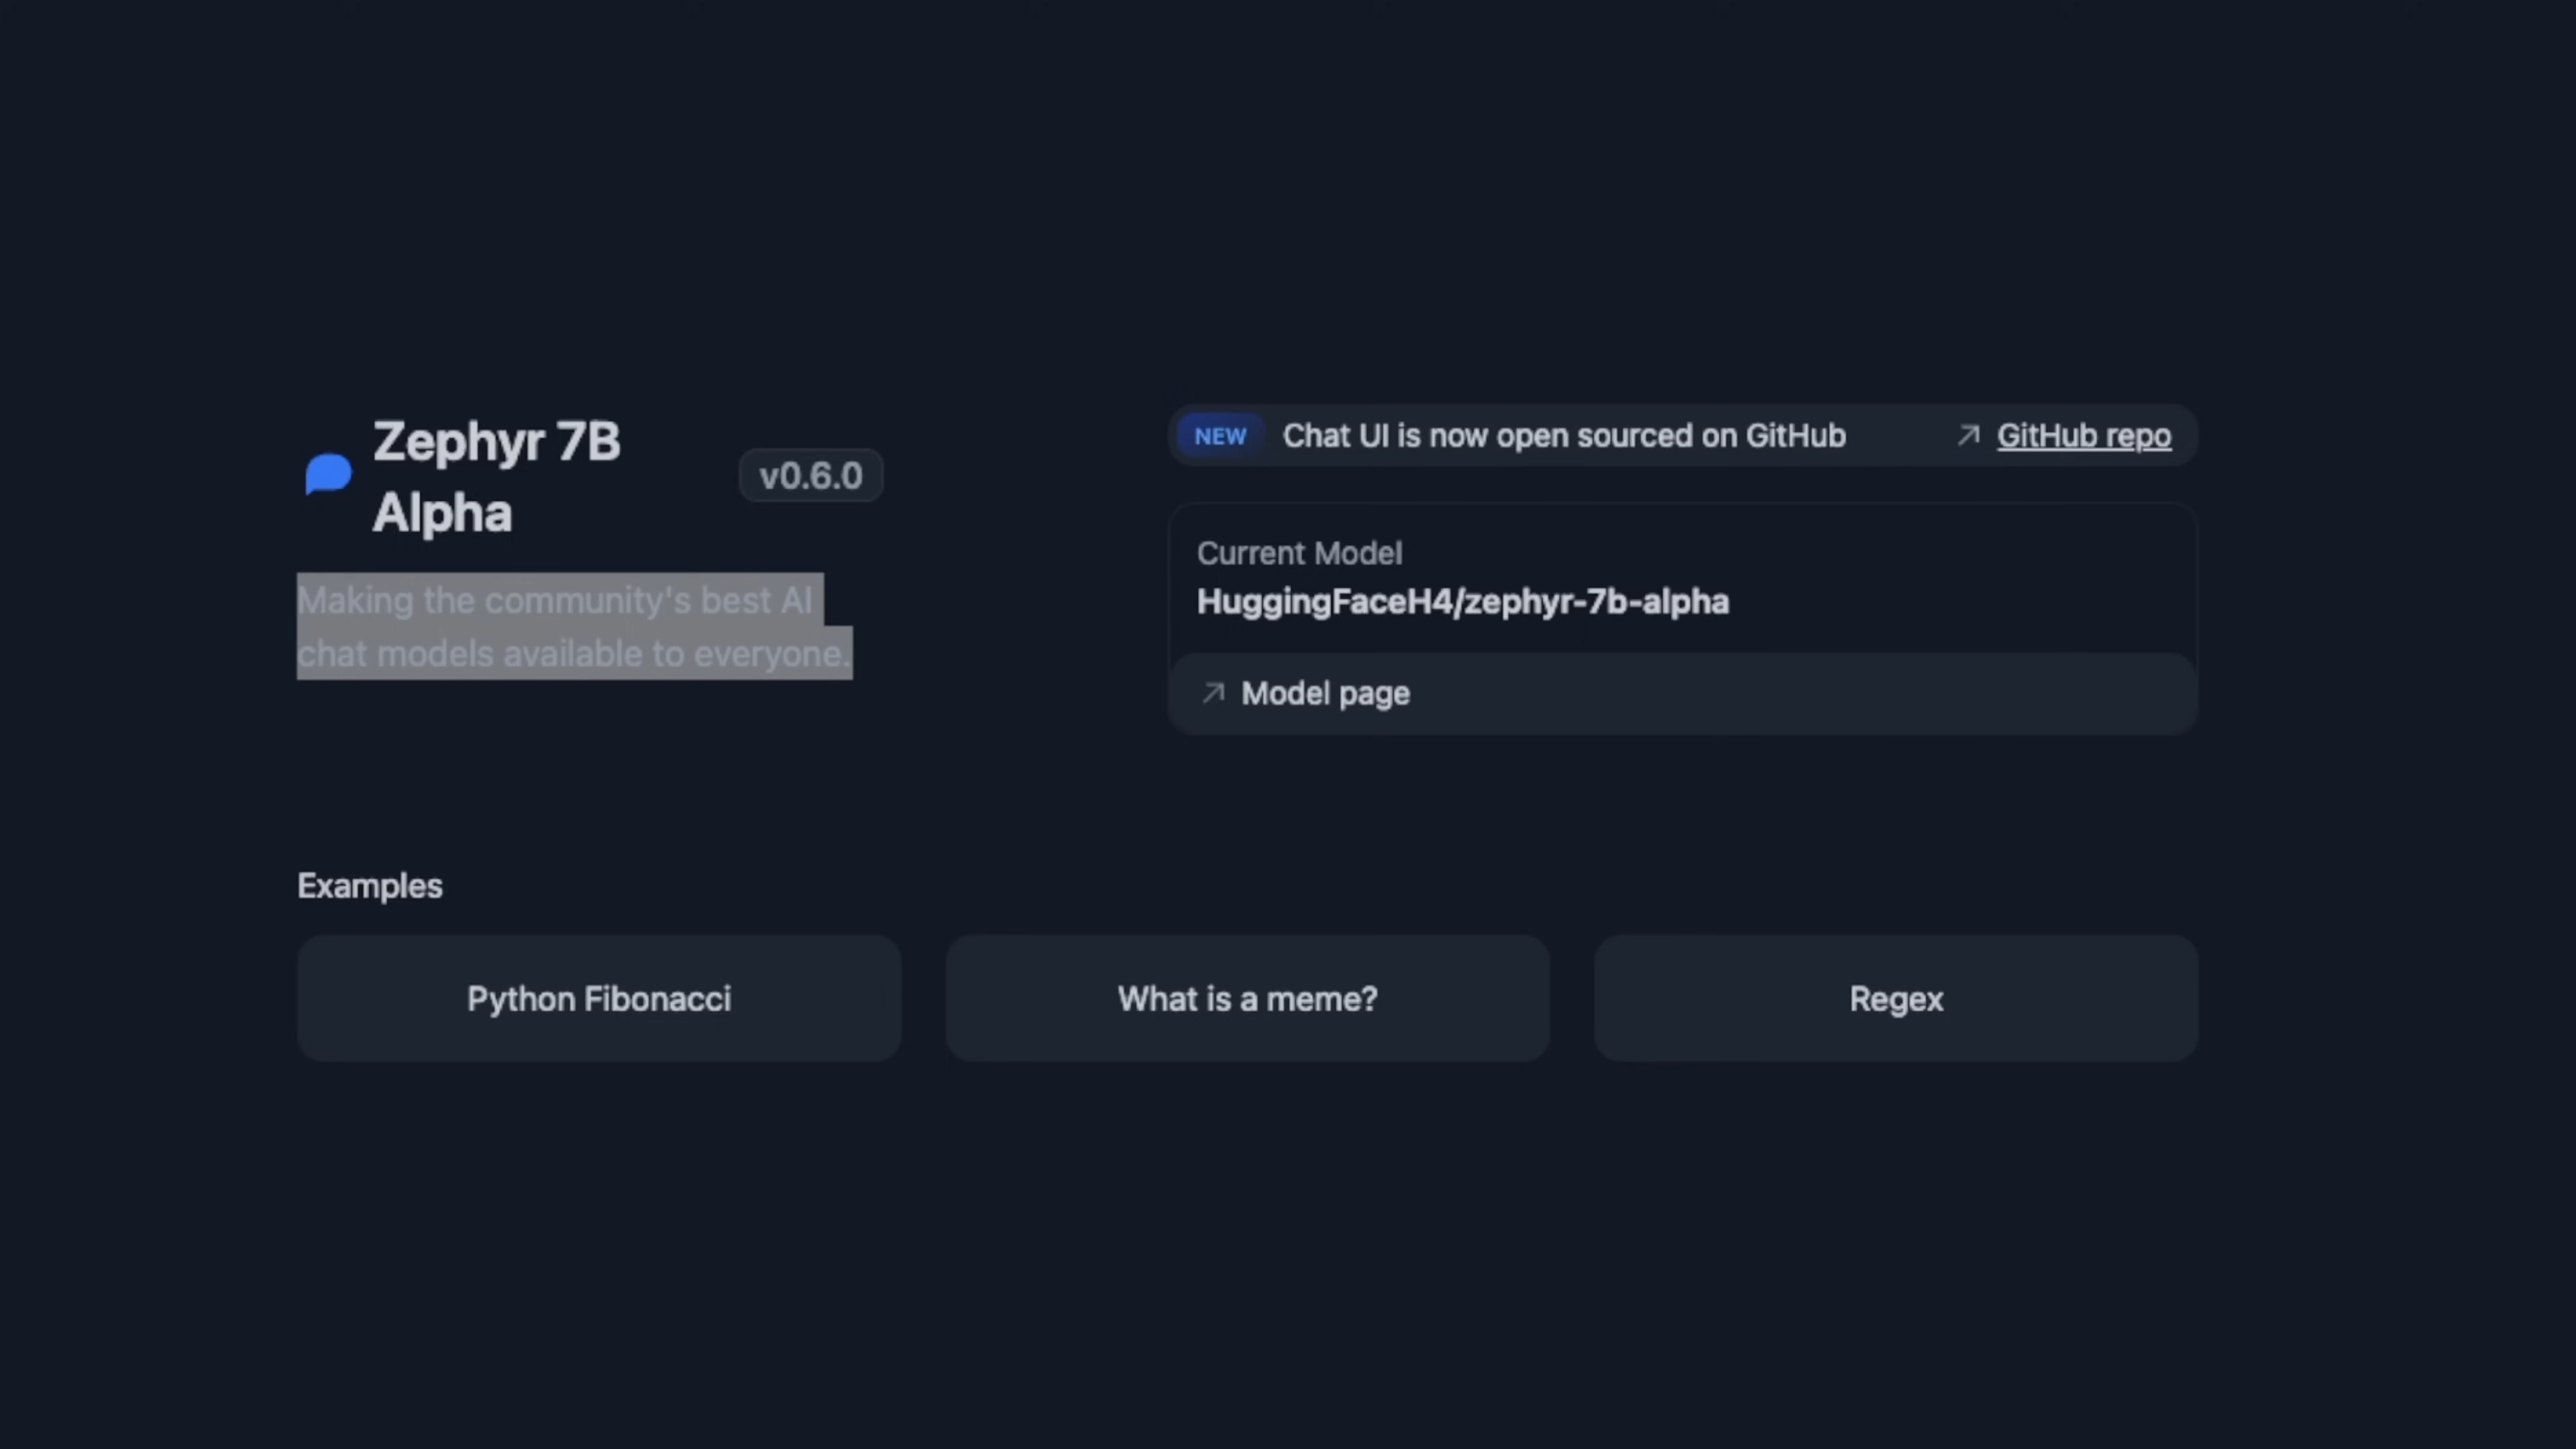 Zephyr 7B
Alpha
v0.6.0
Making the community's best AI
chat models available to everyone.
NEW Chat UI is now open sourced on GitHub GitHub repo
Current Model
HuggingFaceH4/zephyr-7b-alpha
Model page
Examples
Python Fibonacci
What is a meme?
Regex